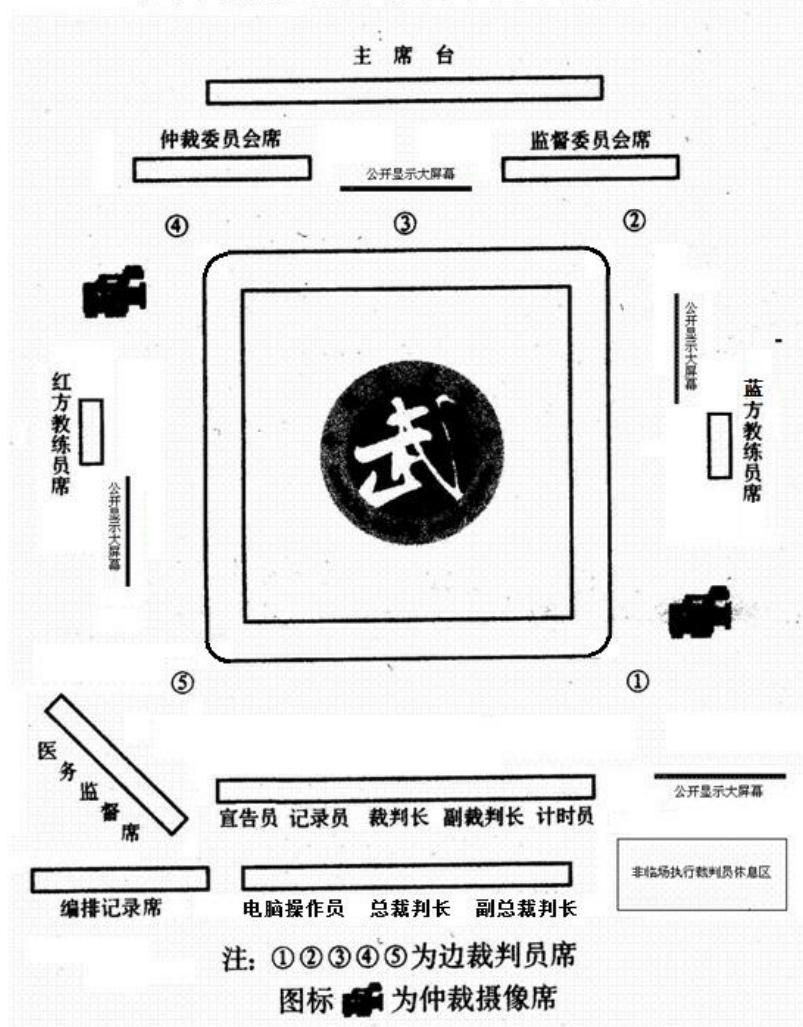 主席台
仲裁委员会席
监督委员会席
公开显示大屏幕
④
③
②
公开显示大屏幕
红方教练员席
蓝方教练员席
武
公开显示大屏幕
⑤
①
医务监督席
公开显示大屏幕
宣告员 记录员 裁判长 副裁判长 计时员
非临场执行裁判员休息区
编排记录席
电脑操作员 总裁判长 副总裁判长
注: ①②③④⑤为边裁判员席
图标 为仲裁摄像席